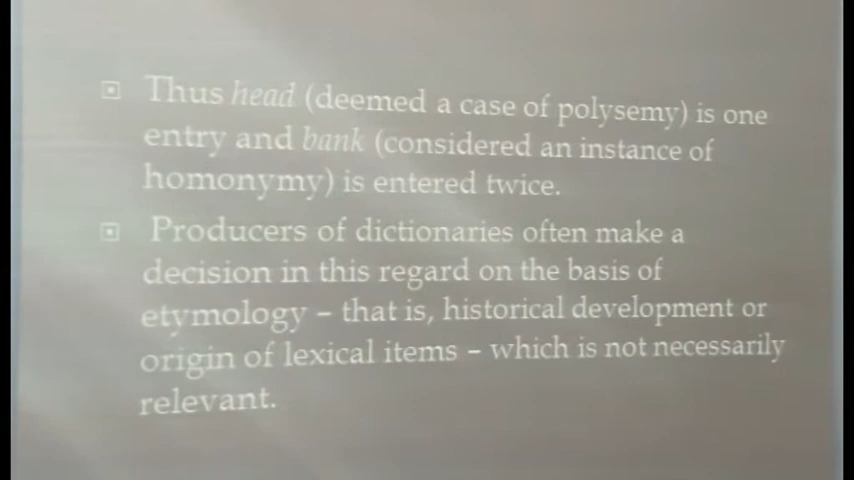 Thus head (deemed a case of polysemy) is one
entry and bank (considered an instance of
homonymy) is entered twice.
Producers of dictionaries often make a
decision in this regard on the basis of
etymology – that is, historical development or
origin of lexical items – which is not necessarily
relevant.